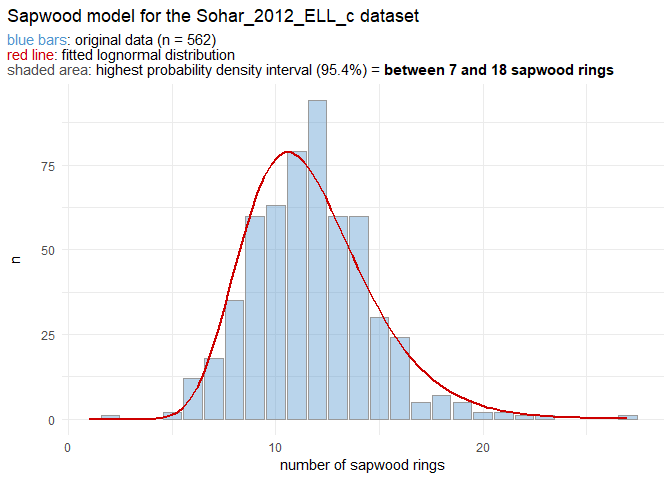 Sapwood model for the Sohar_2012_ELL_c dataset
blue bars: original data (n = 562)
red line: fitted lognormal distribution
shaded area: highest probability density interval (95.4%) = between 7 and 18 sapwood rings
75
50
25
0
n
0 10 20
number of sapwood rings